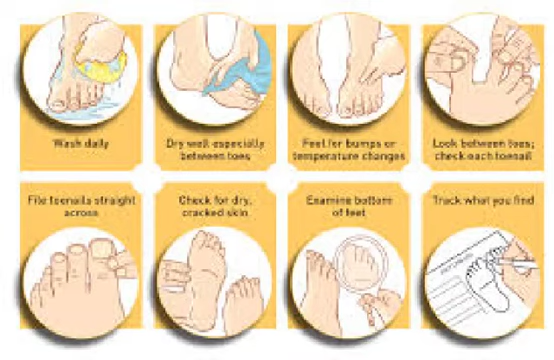 Wash daily
Dry well especially
between toes
Feel for bumps or
temperature changes
Look between toes;
check each toenail
File toenails straight
across
Check for dry,
cracked skin
Examine bottom
of feet
Track what you find